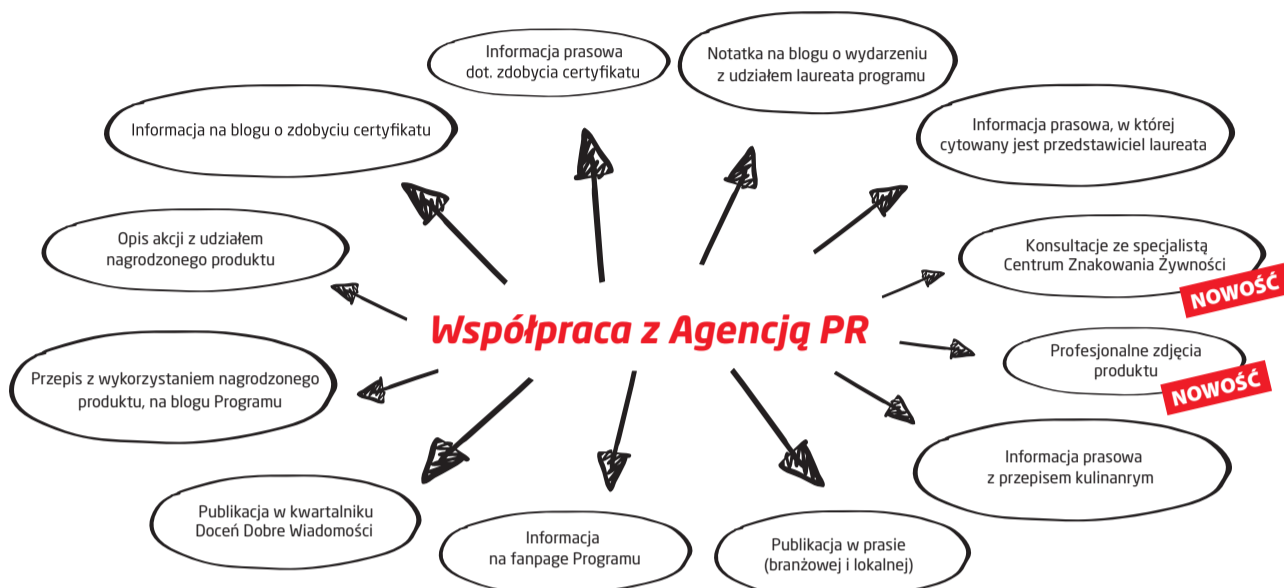 Informacja prasowa
dot. zdobycia certyfikatu
Notatka na blogu o wydarzeniu
z udziałem laureata programu
Informacja na blogu o zdobyciu certyfikatu
Informacja prasowa, w której
cytowany jest przedstawiciel laureata
Opis akcji z udziałem
nagrodzonego produktu
Konsultacje ze specjalistą
Centrum Znakowania Żywności
NOWOŚĆ
Współpraca z Agencją PR
Profesjonalne zdjęcia
produktu
NOWOŚĆ
Przepis z wykorzystaniem nagrodzonego
produktu, na blogu Programu
Informacja prasowa
z przepisem kulinanrym
Publikacja w kwartalniku
Doceń Dobre Wiadomości
Informacja
na fanpage Programu
Publikacja w prasie
(branżowej i lokalnej)